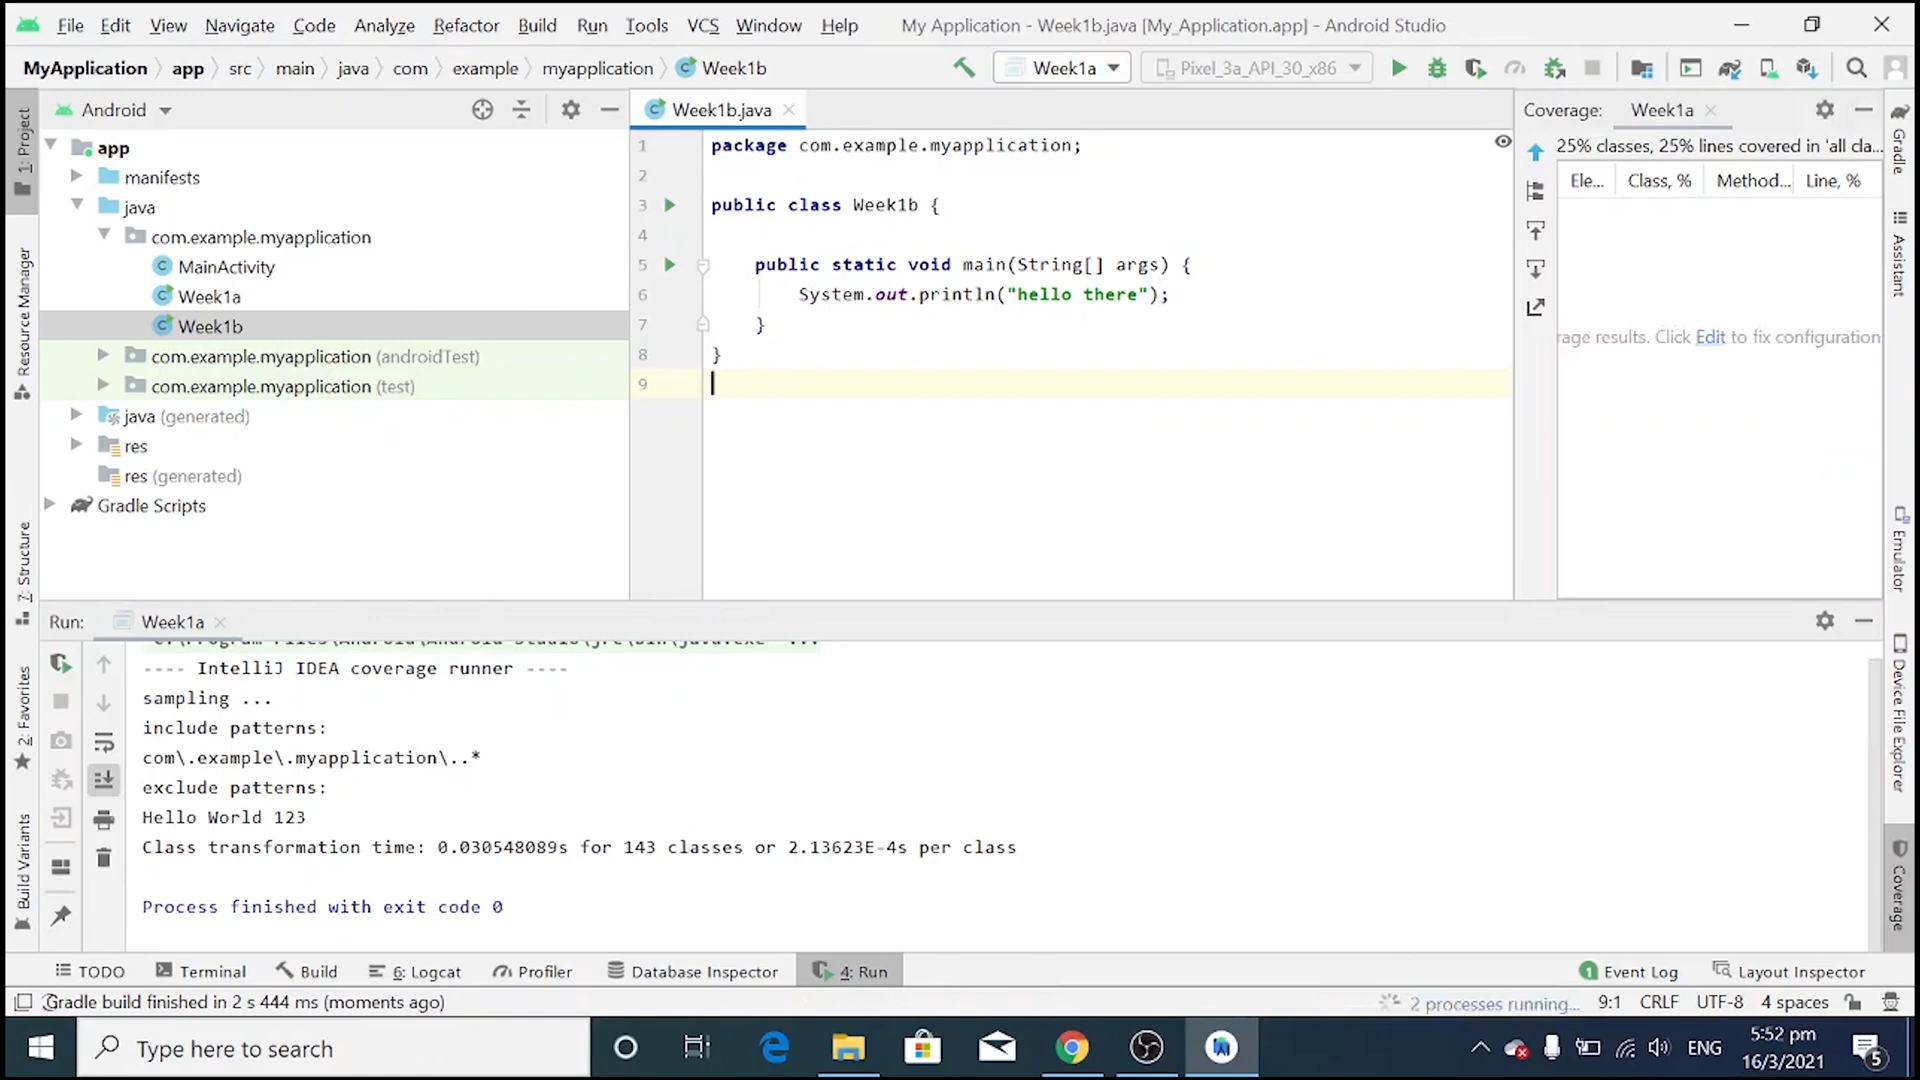 File Edit View Navigate Code Analyze Refactor Build Run Tools VCS Window Help My Application - Week1b.java [My_Application.app] - Android Studio
MyApplication app src main java com example myapplication Week1b Week1a Pixel_3a_API_30_x86
Android Week1b.java Coverage: Week1a
1: Project
Resource Manager
7: Structure
2: Favorites
Build Variants
app
manifests
java
com.example.myapplication
MainActivity
Week1a
Week1b
com.example.myapplication (androidTest)
com.example.myapplication (test)
java (generated)
res
res (generated)
Gradle Scripts
1 package com.example.myapplication;
2
3 public class Week1b {
4
5 public static void main(String[] args) {
6 System.out.println("hello there");
7 }
8 }
9
25% classes, 25% lines covered in 'all cla...
Ele... Class, % Method... Line, %
rage results. Click Edit to fix configuration
Gradle
Assistant
Emulator
Device File Explorer
Coverage
Run: Week1a
---- IntelliJ IDEA coverage runner ----
sampling ...
include patterns:
com\.example\.myapplication\..*
exclude patterns:
Hello World 123
Class transformation time: 0.030548089s for 143 classes or 2.13623E-4s per class
Process finished with exit code 0
TODO Terminal Build 6: Logcat Profiler Database Inspector 4: Run 1 Event Log Layout Inspector
Gradle build finished in 2 s 444 ms (moments ago) 2 processes running... 9:1 CRLF UTF-8 4 spaces
Type here to search ENG 5:52 pm
16/3/2021 5